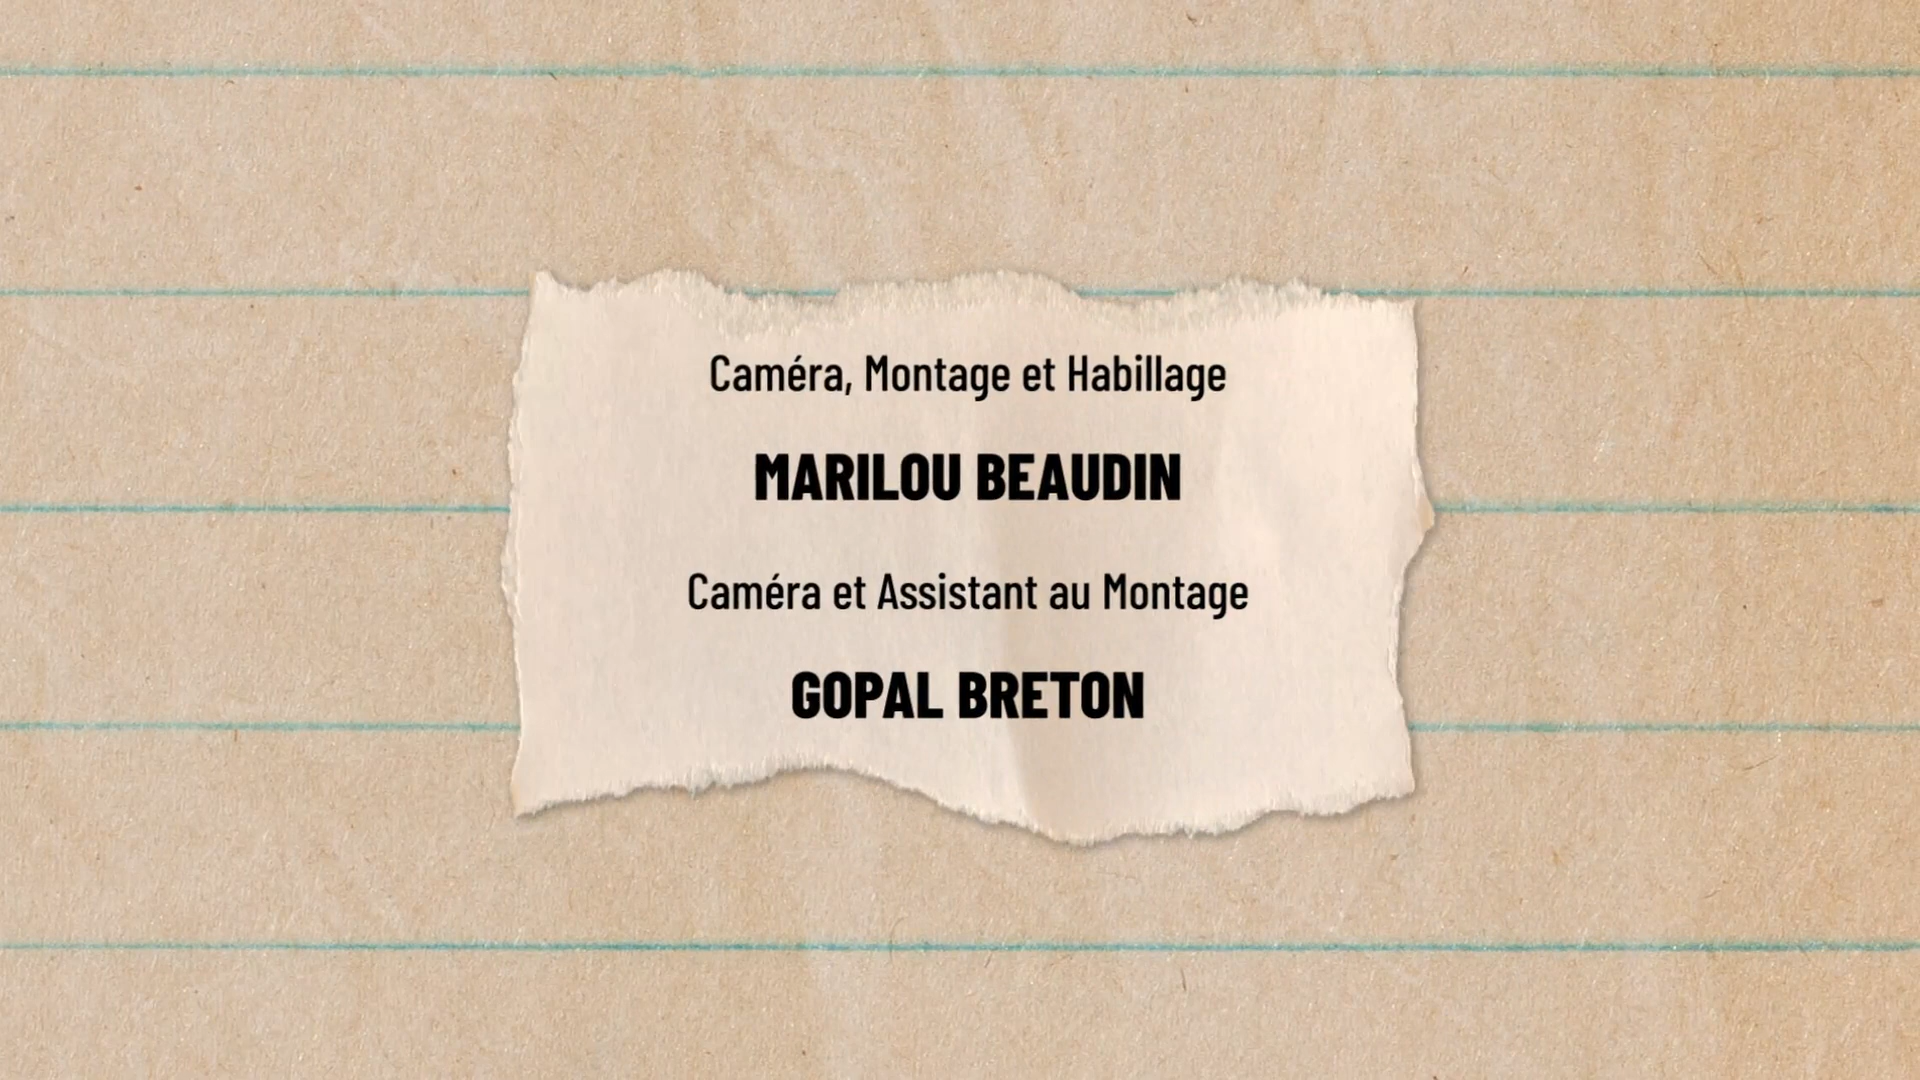 Caméra, Montage et Habillage
MARILOU BEAUDIN
Caméra et Assistant au Montage
GOPAL BRETON